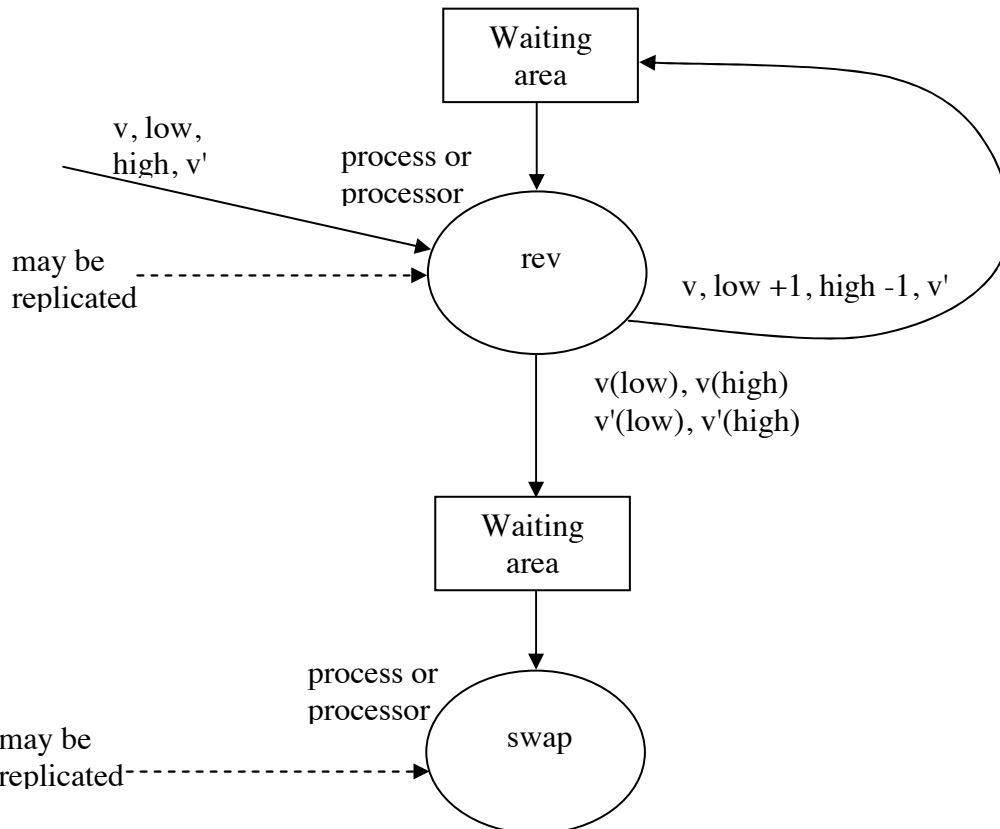 Waiting
area
v, low,
high, v'
process or
processor
rev
may be
replicated
v, low +1, high -1, v'
v(low), v(high)
v'(low), v'(high)
Waiting
area
process or
processor
swap
may be
replicated